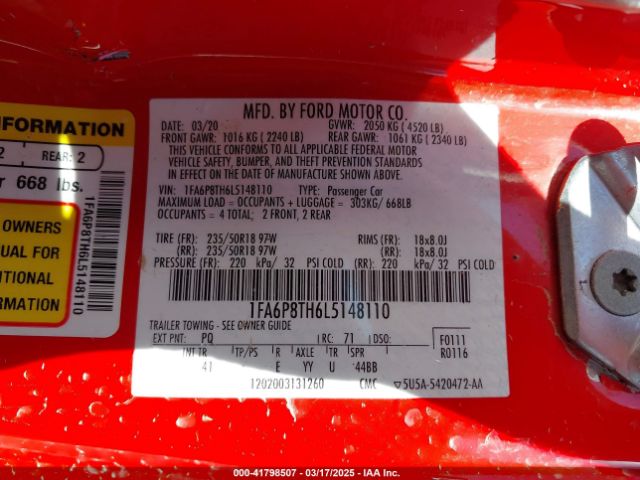 INFORMATION
2
REAR: 2
r 668 lbs.
OWNERS
UAL FOR
ITIONAL
RMATION
1FA6P8TH6L5148110
MFD. BY FORD MOTOR CO.
DATE: 03/20 GVWR: 2050 KG ( 4520 LB)
FRONT GAWR: 1016 KG ( 2240 LB) REAR GAWR: 1061 KG ( 2340 LB)
THIS VEHICLE CONFORMS TO ALL APPLICABLE FEDERAL MOTOR
VEHICLE SAFETY, BUMPER, AND THEFT PREVENTION STANDARDS
IN EFFECT ON THE DATE OF MANUFACTURE SHOWN ABOVE.
VIN: 1FA6P8TH6L5148110 TYPE: Passenger Car
MAXIMUM LOAD = OCCUPANTS + LUGGAGE = 303KG/ 668LB
OCCUPANTS = 4 TOTAL; 2 FRONT, 2 REAR
TIRE (FR): 235/50R18 97W RIMS (FR): 18x8.0J
(RR): 235/50R18 97W (RR): 18x8.0J
PRESSURE (FR): 220 kPa/ 32 PSI COLD (RR) 220 kPa/ 32 PSI COLD
1FA6P8TH6L5148110
TRAILER TOWING - SEE OWNER GUIDE
EXT PNT: PQ RC: 71 DSO: F0111
R0116
INT TR TP/PS R AXLE TR SPR
41 - E YY U 44BB
1202003131260 CMC ▽5U5A-5420472-AA
000-41798507 - 03/17/2025 - IAA Inc.